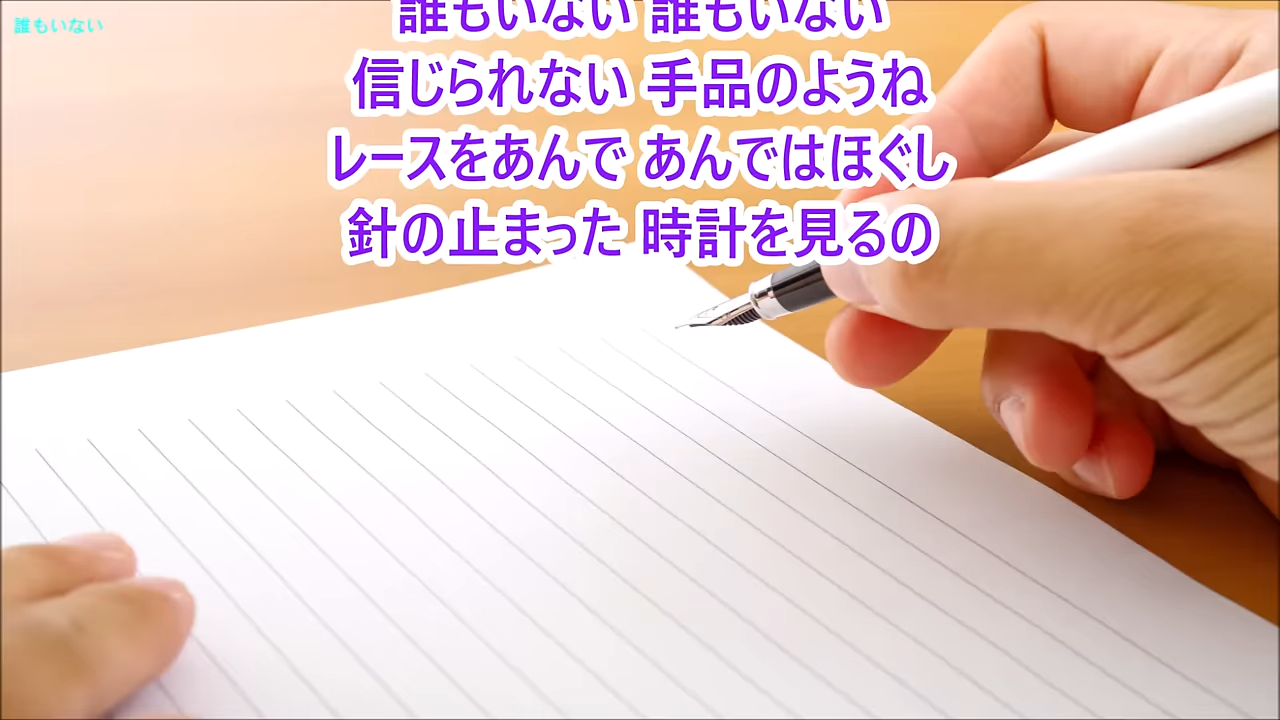 誰もいない
誰もいない 誰もいない
信じられない 手品のようね
レースをあんで あんではほぐし
針の止まった 時計を見るの